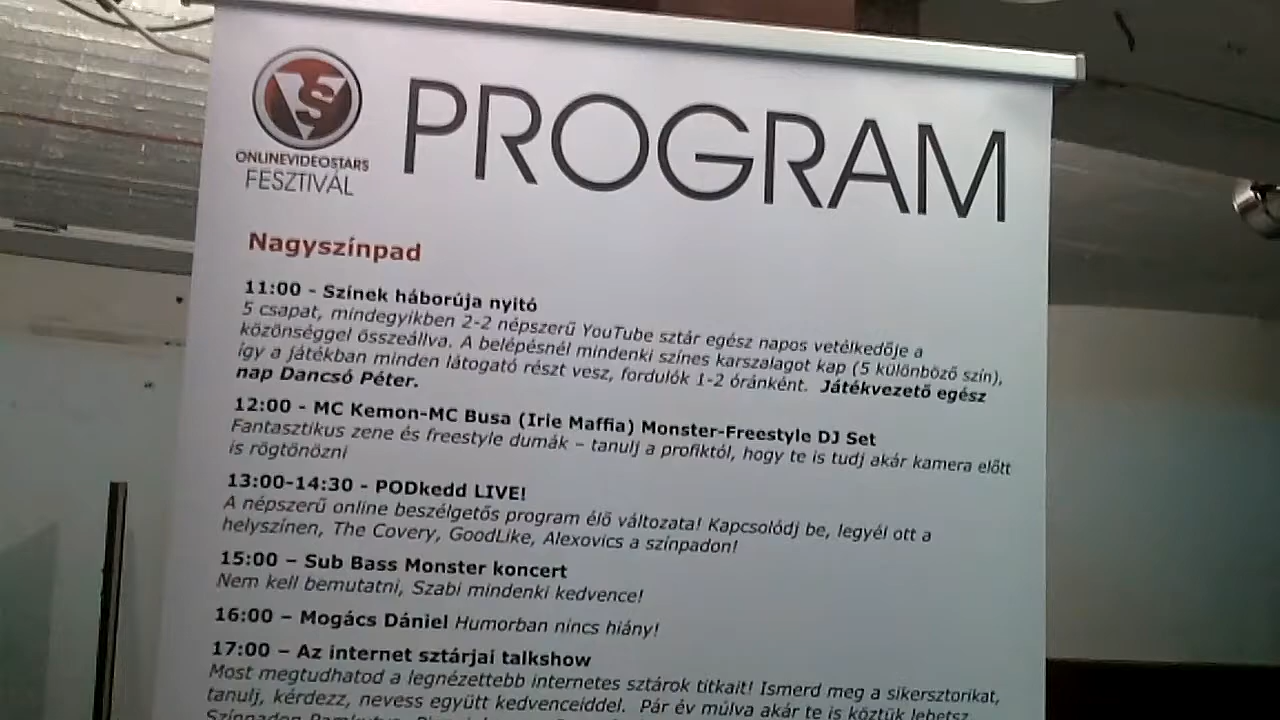 VS
ONLINEVIDEOSTARS
FESZTIVÁL
PROGRAM
Nagyszínpad
11:00 - Színek háborúja nyitó
5 csapat, mindegyikben 2-2 népszerű YouTube sztár egész napos vetélkedője a
közönséggel összeállva. A belépésnél mindenki színes karszalagot kap (5 különböző szín),
így a játékban minden látogató részt vesz, fordulók 1-2 óránként. Játékvezető egész
nap Dancsó Péter.
12:00 - MC Kemon-MC Busa (Irie Maffia) Monster-Freestyle DJ Set
Fantasztikus zene és freestyle dumák – tanulj a profiktól, hogy te is tudj akár kamera előtt
is rögtönözni
13:00-14:30 - PODkedd LIVE!
A népszerű online beszélgetős program élő változata! Kapcsolódj be, legyél ott a
helyszínen, The Covery, GoodLike, Alexovics a színpadon!
15:00 – Sub Bass Monster koncert
Nem kell bemutatni, Szabi mindenki kedvence!
16:00 – Mogács Dániel Humorban nincs hiány!
17:00 – Az internet sztárjai talkshow
Most megtudhatod a legnézettebb internetes sztárok titkait! Ismerd meg a sikersztorikat,
tanulj, kérdezz, nevess együtt kedvenceiddel. Pár év múlva akár te is köztük lehetsz